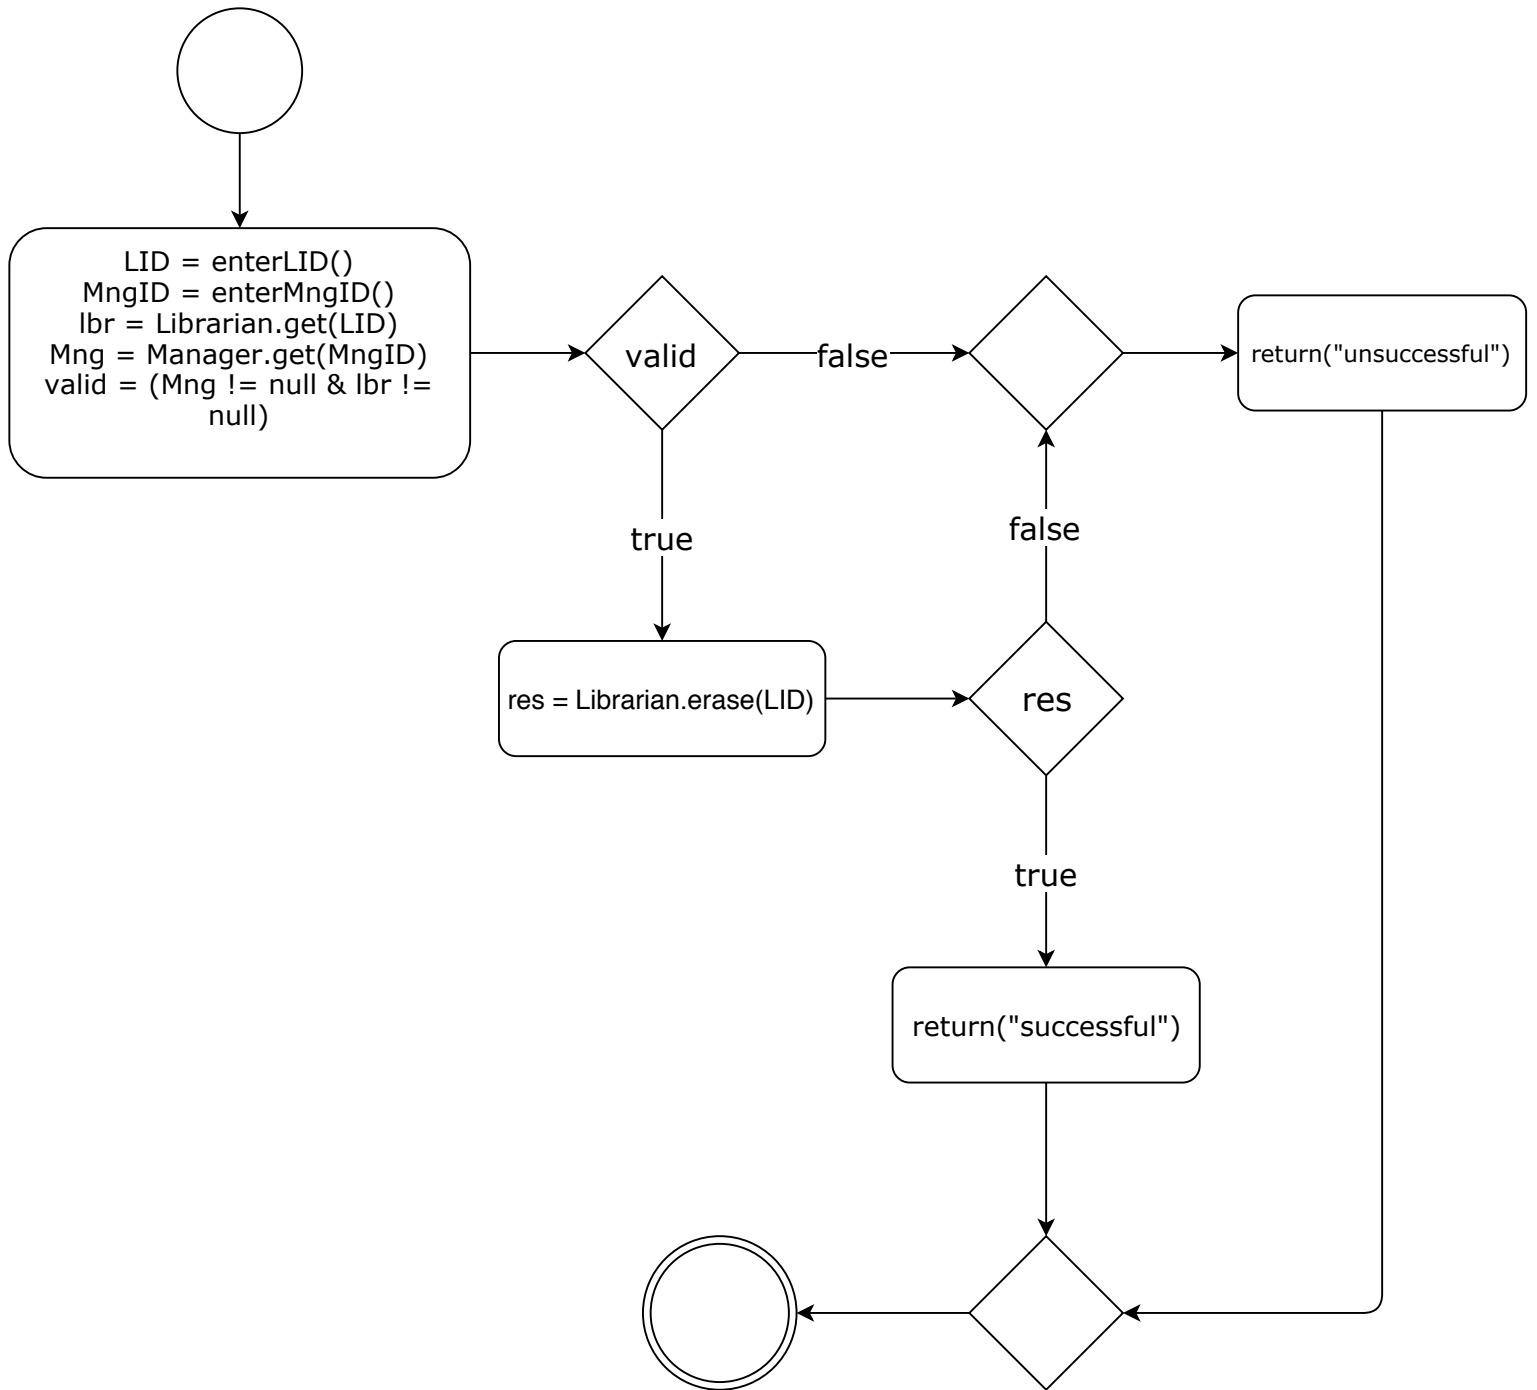 LID = enterLID()
MngID = enterMngID()
lbr = Librarian.get(LID)
Mng = Manager.get(MngID)
valid = (Mng != null & lbr !=
null)
valid
false
return("unsuccessful")
true
false
res = Librarian.erase(LID)
res
true
return("successful")